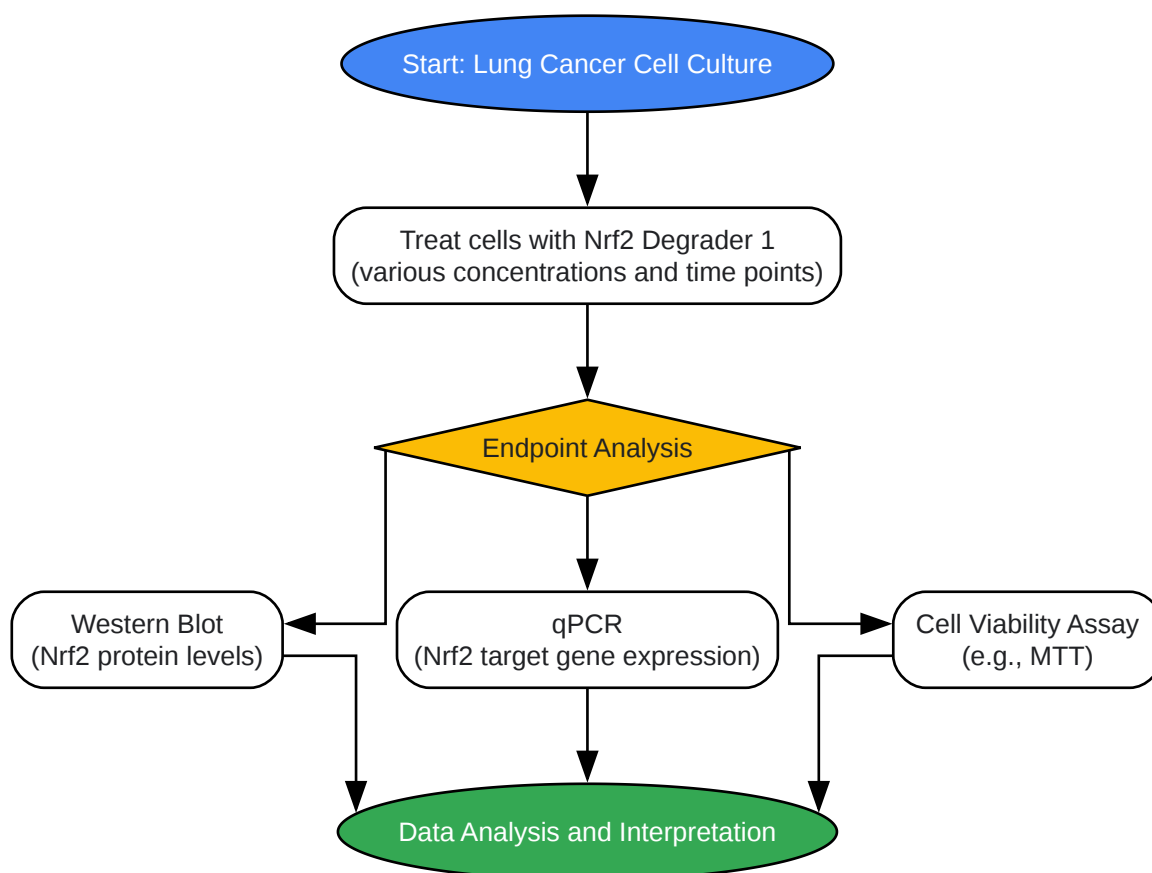 Start: Lung Cancer Cell Culture
Treat cells with Nrf2 Degrader 1
(various concentrations and time points)
Endpoint Analysis
Western Blot
(Nrf2 protein levels)
qPCR
(Nrf2 target gene expression)
Cell Viability Assay
(e.g., MTT)
Data Analysis and Interpretation